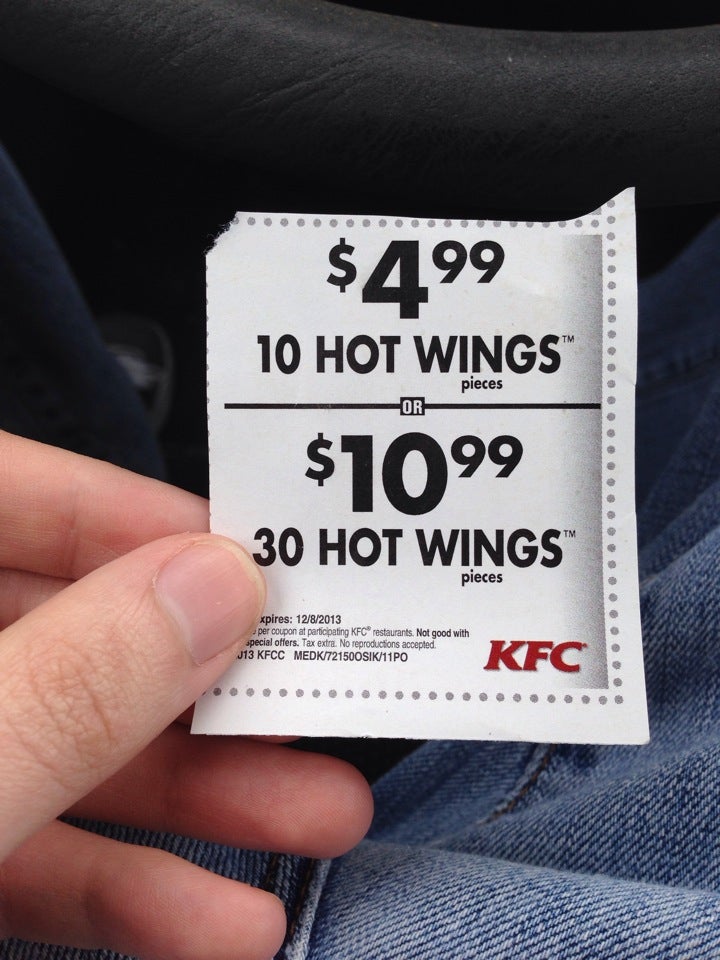 $4.99
10 HOT WINGS™
pieces
OR
$10.99
30 HOT WINGS™
pieces
xpires: 12/8/2013
per coupon at participating KFC® restaurants. Not good with
special offers. Tax extra. No reproductions accepted.
013 KFCC MEDK/72150OSIK/11PO
KFC